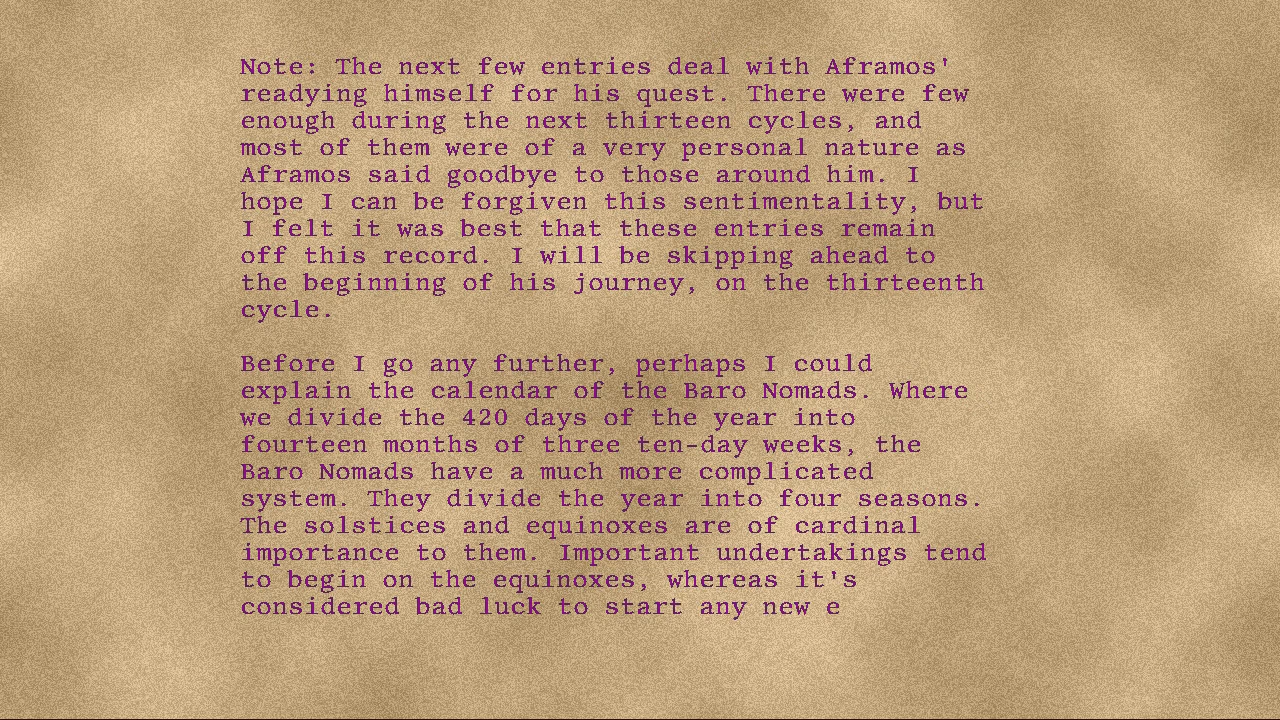 Note: The next few entries deal with Aframos'
readying himself for his quest. There were few
enough during the next thirteen cycles, and
most of them were of a very personal nature as
Aframos said goodbye to those around him. I
hope I can be forgiven this sentimentality, but
I felt it was best that these entries remain
off this record. I will be skipping ahead to
the beginning of his journey, on the thirteenth
cycle.

Before I go any further, perhaps I could
explain the calendar of the Baro Nomads. Where
we divide the 420 days of the year into
fourteen months of three ten-day weeks, the
Baro Nomads have a much more complicated
system. They divide the year into four seasons.
The solstices and equinoxes are of cardinal
importance to them. Important undertakings tend
to begin on the equinoxes, whereas it's
considered bad luck to start any new e